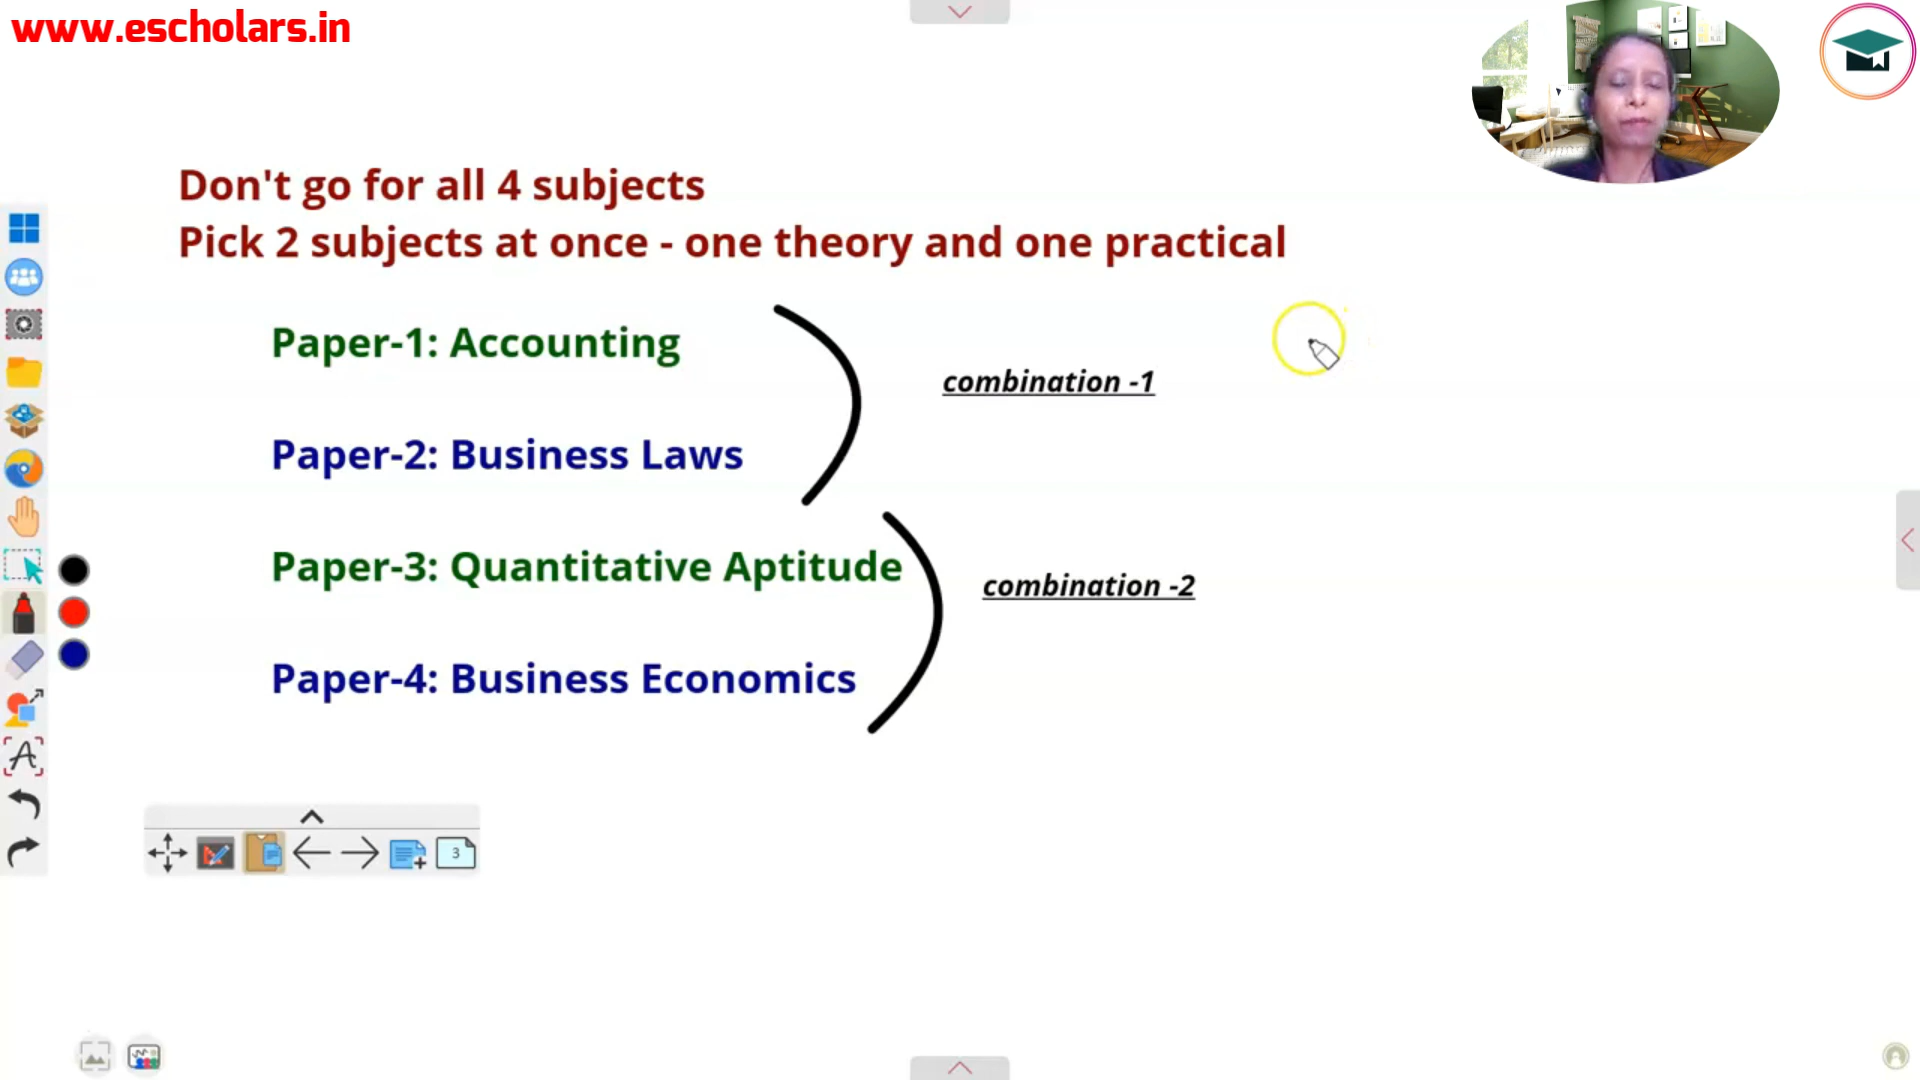 www.escholars.in
Don't go for all 4 subjects
Pick 2 subjects at once - one theory and one practical
Paper-1: Accounting
combination -1
Paper-2: Business Laws
Paper-3: Quantitative Aptitude
combination -2
Paper-4: Business Economics
3